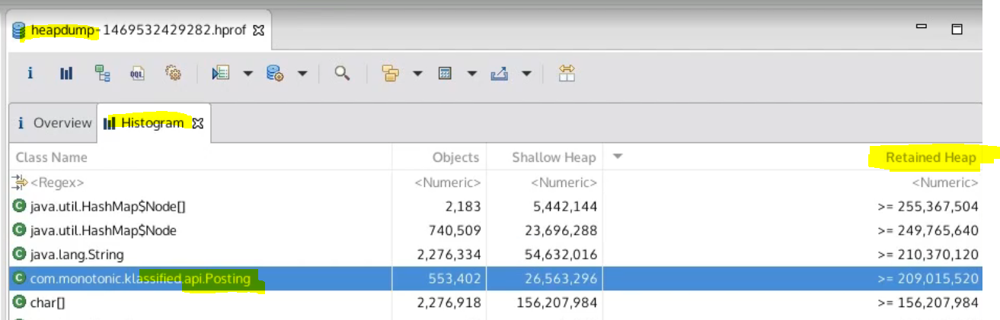 heapdump-1469532429282.hprof
i OQL
i Overview Histogram
Class Name Objects Shallow Heap Retained Heap
<Regex> <Numeric> <Numeric> <Numeric>
C java.util.HashMap$Node[] 2,183 5,442,144 >= 255,367,504
C java.util.HashMap$Node 740,509 23,696,288 >= 249,765,640
C java.lang.String 2,276,334 54,632,016 >= 210,370,120
C com.monotonic.klassified.api.Posting 553,402 26,563,296 >= 209,015,520
C char[] 2,276,918 156,207,984 >= 156,207,984